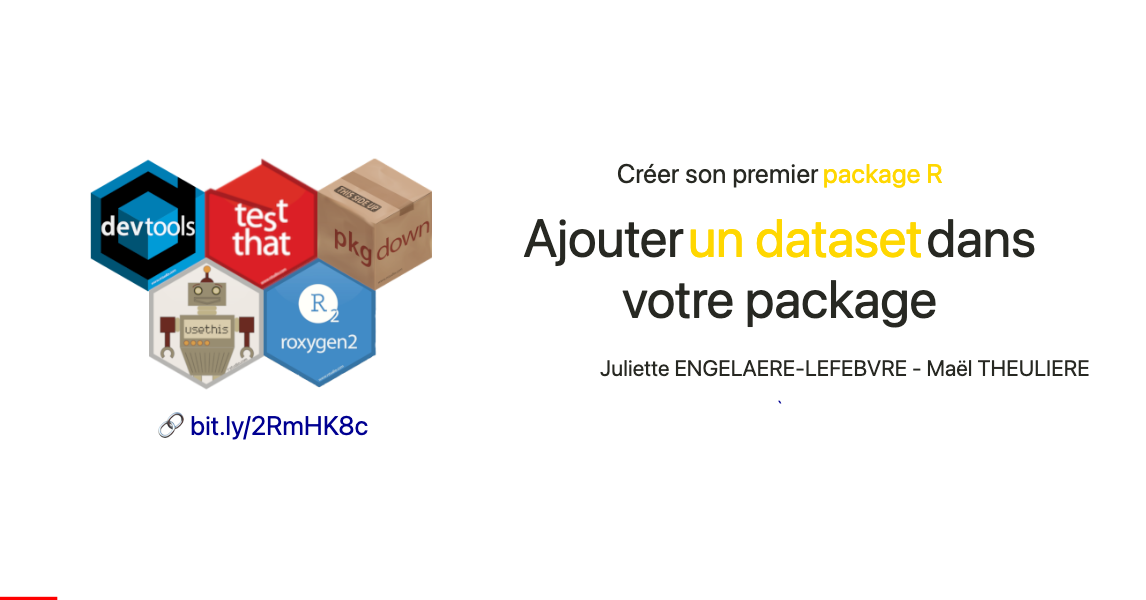 devtools
test
that
THIS SIDE UP
pkgdown
usethis
R
2
roxygen2
🔗 bit.ly/2RmHK8c
Créer son premier package R
Ajouter un dataset dans
votre package
Juliette ENGELAERE-LEFEBVRE - Maël THEULIERE
`